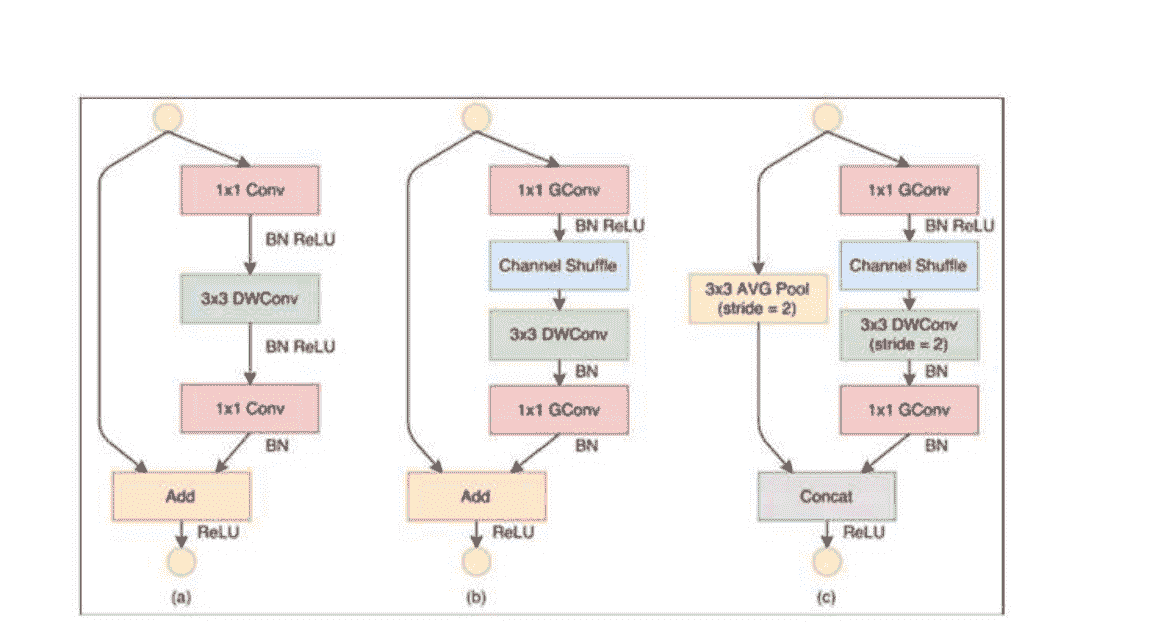 1x1 Conv
BN ReLU
3x3 DWConv
BN ReLU
1x1 Conv
BN
Add
ReLU
(a)
1x1 GConv
BN ReLU
Channel Shuffle
3x3 DWConv
BN
1x1 GConv
BN
Add
ReLU
(b)
1x1 GConv
BN ReLU
Channel Shuffle
3x3 AVG Pool
(stride = 2)
3x3 DWConv
(stride = 2)
BN
1x1 GConv
BN
Concat
ReLU
(c)